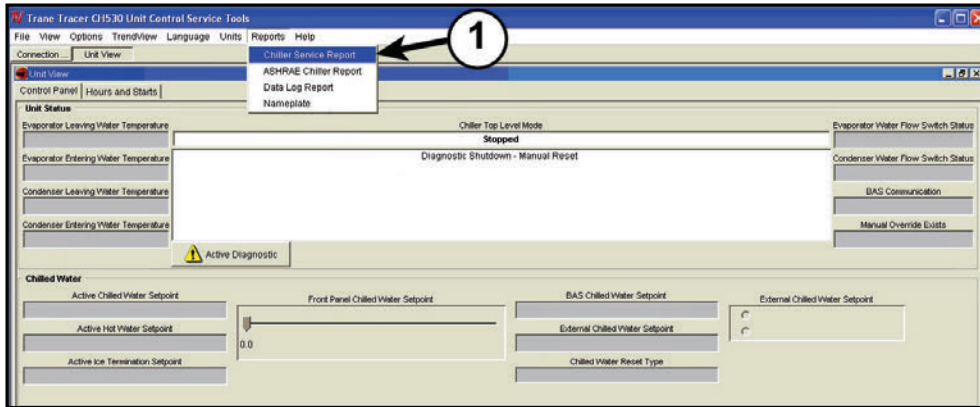 Trane Tracer CH530 Unit Control Service Tools
File View Options TrendView Language Units Reports Help
1
Connection ... Unit View
Chiller Service Report
ASHRAE Chiller Report
Data Log Report
Nameplate
Unit View
Control Panel Hours and Starts
Unit Status
Evaporator Leaving Water Temperature Chiller Top Level Mode Evaporator Water Flow Switch Status
Stopped
Evaporator Entering Water Temperature Diagnostic Shutdown - Manual Reset Condenser Water Flow Switch Status
Condenser Leaving Water Temperature BAS Communication
Condenser Entering Water Temperature Manual Override Exists
Active Diagnostic
Chilled Water
Active Chilled Water Setpoint Front Panel Chilled Water Setpoint BAS Chilled Water Setpoint External Chilled Water Setpoint
Active Hot Water Setpoint External Chilled Water Setpoint
0.0
Active Ice Termination Setpoint Chilled Water Reset Type